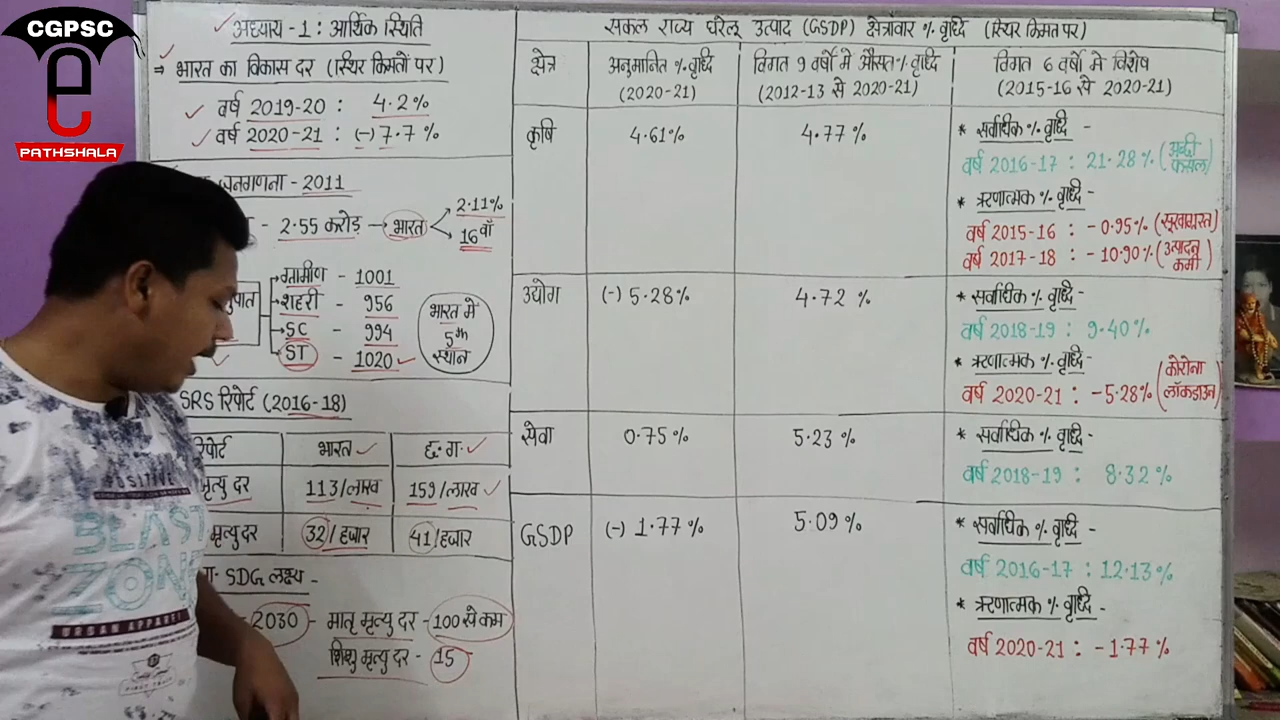 CGPSC
e
PATHSHALA
अध्याय - 1 : आर्थिक स्थिति
⇒ भारत का विकास दर (स्थिर किमतों पर)
वर्ष 2019-20 : 4.2%
वर्ष 2020-21 : (-) 7.7%
जनगणना - 2011
- 2.55 करोड़ → भारत
2.11%
16वाँ
ग्रामीण - 1001
शहरी - 956
SC - 994
ST - 1020
भारत में
5th
स्थान
SRS रिपोर्ट (2016-18)
रिपोर्ट भारत छ.ग.
मृत्यु दर 113/लाख 159/लाख
मृत्यु दर 32/हजार 41/हजार
SDG लक्ष्य -
- 2030 - मातृ मृत्यु दर - 100 से कम
शिशु मृत्यु दर - 15
सकल राज्य घरेलू उत्पाद (GSDP) क्षेत्रावार % वृद्धि (स्थिर किमत पर)
क्षेत्र
अनुमानित % वृद्धि
(2020-21)
विगत 9 वर्षों मे औसत % वृद्धि
(2012-13 से 2020-21)
विगत 6 वर्षो मे विशेष
(2015-16 से 2020-21)
कृषि 4.61% 4.77%
* सर्वाधिक % वृद्धि -
वर्ष 2016-17 : 21.28% (अच्छी फसल)
* ऋणात्मक % वृद्धि -
वर्ष 2015-16 : -0.95% (सूखाग्रस्त)
वर्ष 2017-18 : -10.90% (उत्पादन कमी)
उद्योग (-) 5.28% 4.72 %
* सर्वाधिक % वृद्धि -
वर्ष 2018-19 : 9.40%
* ऋणात्मक % वृद्धि -
वर्ष 2020-21 : -5.28% (कोरोना लॉकडाउन)
सेवा 0.75 % 5.23 %
* सर्वाधिक % वृद्धि -
वर्ष 2018-19 : 8.32 %
GSDP (-) 1.77% 5.09 %
* सर्वाधिक % वृद्धि -
वर्ष 2016-17 : 12.13%
* ऋणात्मक % वृद्धि -
वर्ष 2020-21 : -1.77 %
POSITIVE
BLAST
ZONE
URBAN APPAREL